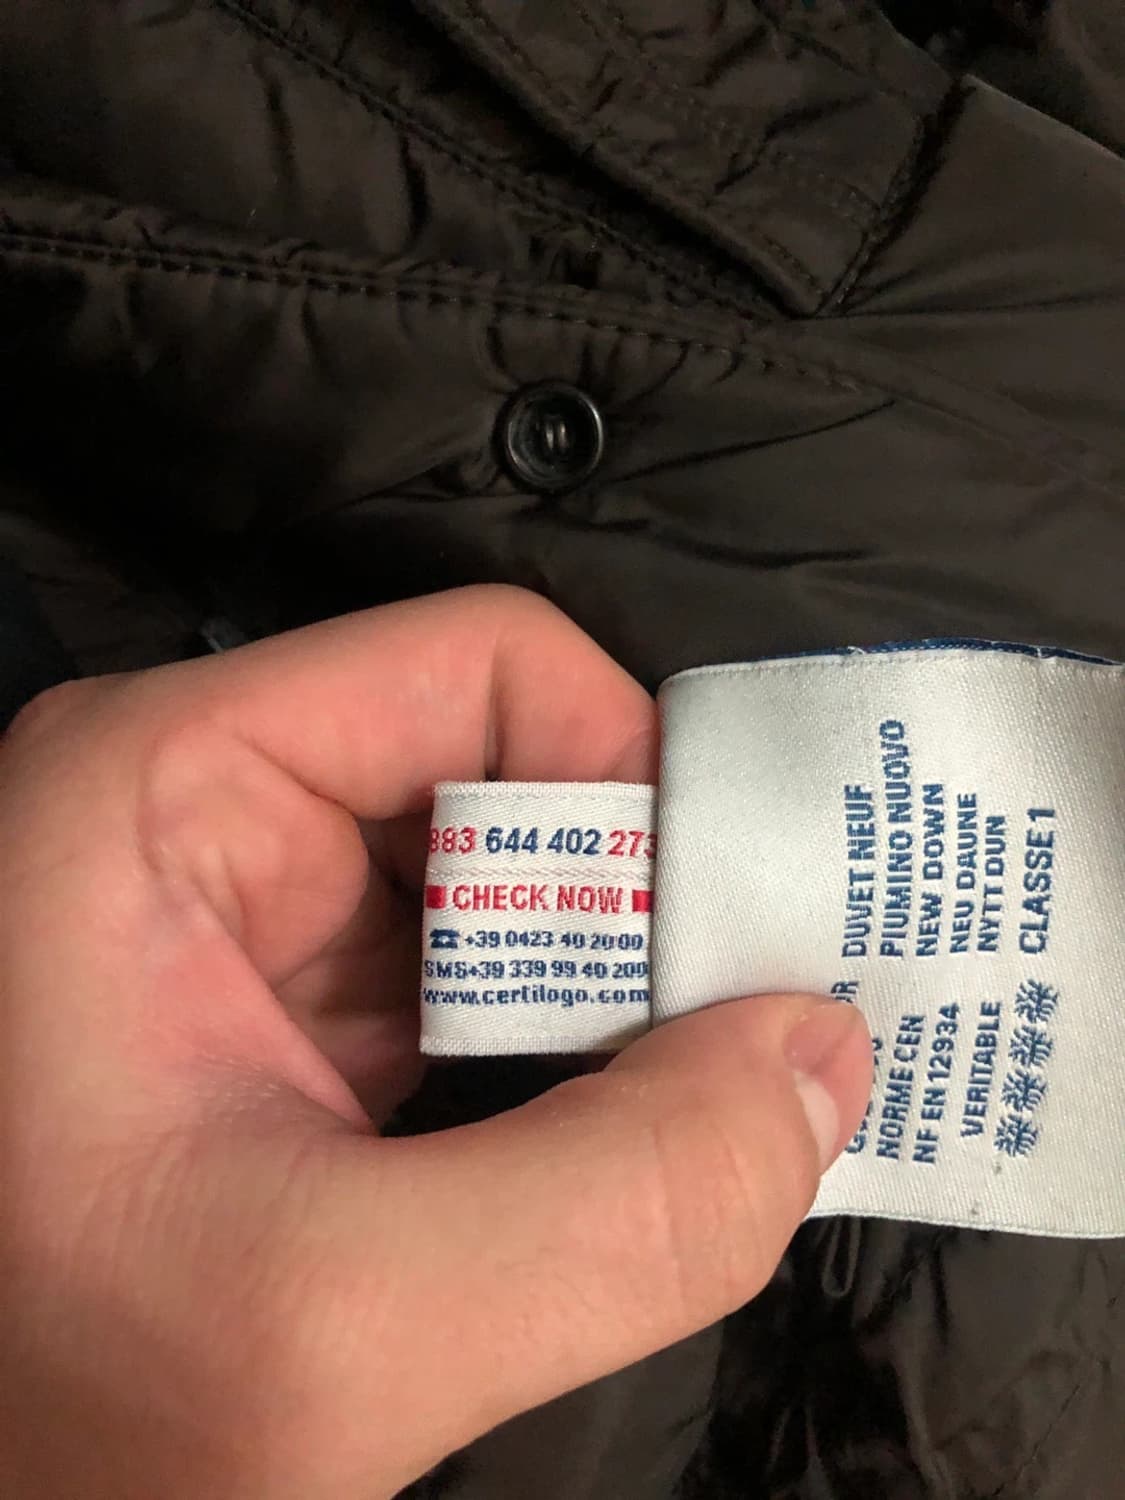 883 644 402 273
CHECK NOW
☎ +39 0423 40 20 00
SMS+39 339 99 40 200
www.certilogo.com
DUVET NEUF
PIUMINO NUOVO
NEW DOWN
NEU DAUNE
NYTT DUN
CLASSE 1
NORME CEN
NF EN 12934
VERITABLE